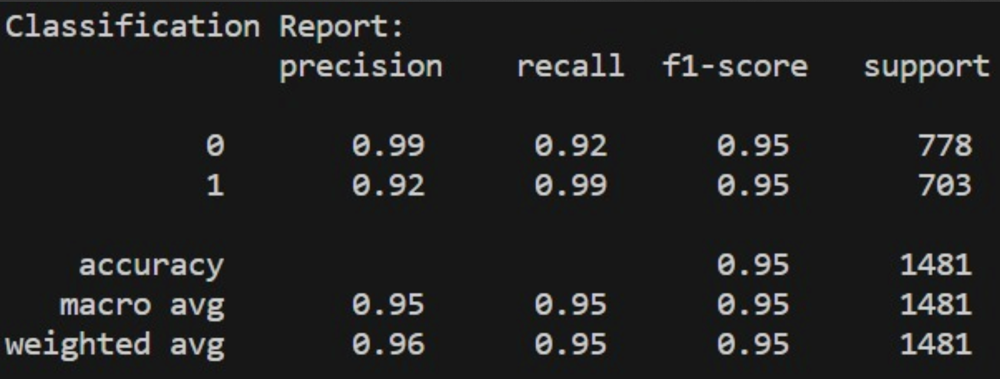 Classification Report:
precision recall f1-score support
0 0.99 0.92 0.95 778
1 0.92 0.99 0.95 703
accuracy 0.95 1481
macro avg 0.95 0.95 0.95 1481
weighted avg 0.96 0.95 0.95 1481